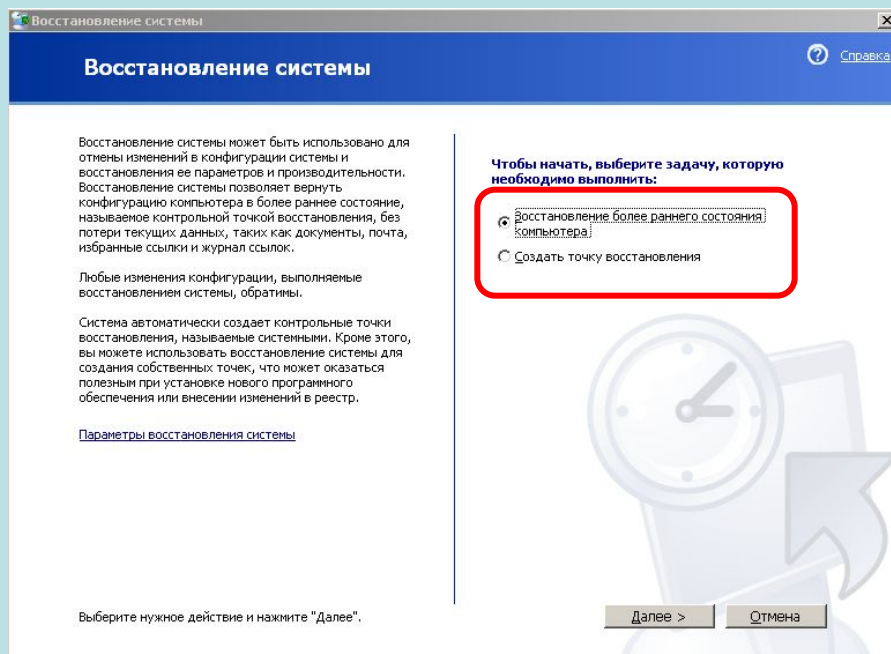 Восстановление системы
Восстановление системы
Справка
Восстановление системы может быть использовано для
отмены изменений в конфигурации системы и
восстановления ее параметров и производительности.
Восстановление системы позволяет вернуть
конфигурацию компьютера в более раннее состояние,
называемое контрольной точкой восстановления, без
потери текущих данных, таких как документы, почта,
избранные ссылки и журнал ссылок.
Любые изменения конфигурации, выполняемые
восстановлением системы, обратимы.
Система автоматически создает контрольные точки
восстановления, называемые системными. Кроме этого,
вы можете использовать восстановление системы для
создания собственных точек, что может оказаться
полезным при установке нового программного
обеспечения или внесении изменений в реестр.
Параметры восстановления системы
Чтобы начать, выберите задачу, которую
необходимо выполнить:
Восстановление более раннего состояния
компьютера
Создать точку восстановления
Выберите нужное действие и нажмите "Далее".
Далее >
Отмена